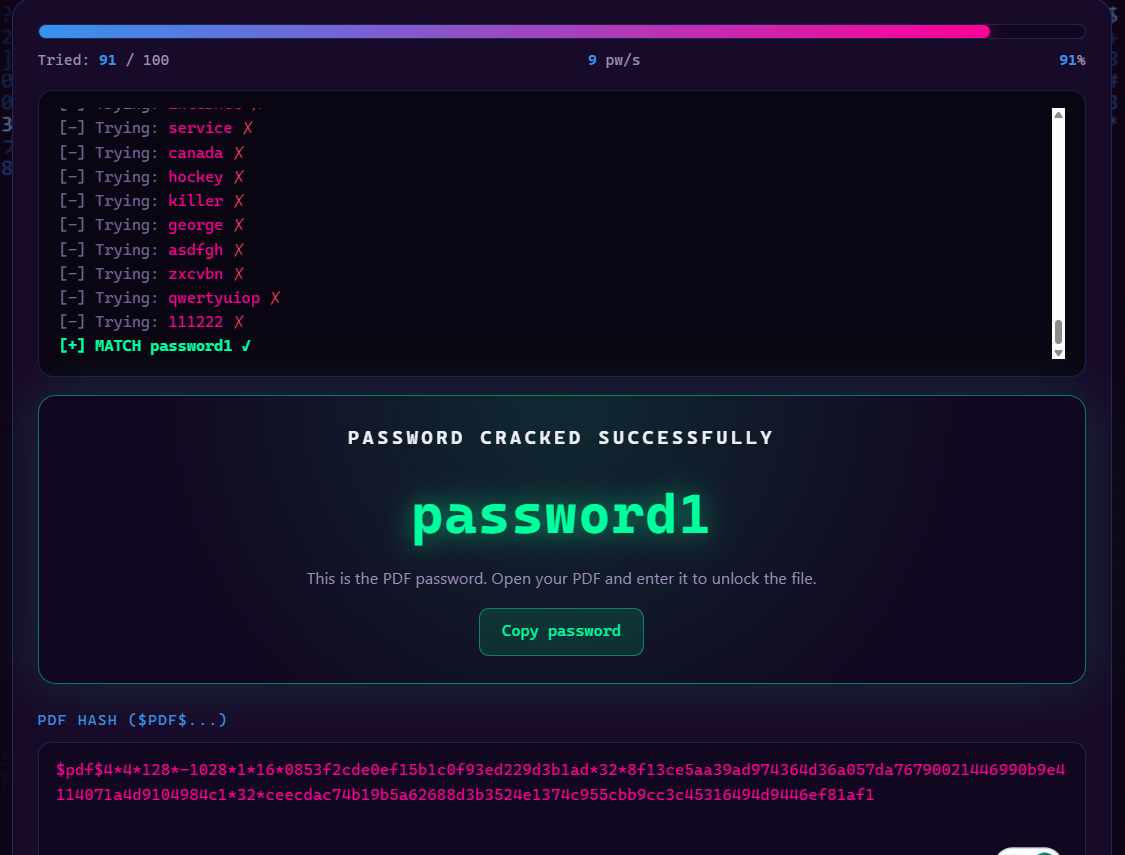 Tried: 91 / 100
9 pw/s
91%
[-] Trying:
[-] Trying: service ✗
[-] Trying: canada ✗
[-] Trying: hockey ✗
[-] Trying: killer ✗
[-] Trying: george ✗
[-] Trying: asdfgh ✗
[-] Trying: zxcvbn ✗
[-] Trying: qwertyuiop ✗
[-] Trying: 111222 ✗
[+] MATCH password1 ✓
PASSWORD CRACKED SUCCESSFULLY
password1
This is the PDF password. Open your PDF and enter it to unlock the file.
Copy password
PDF HASH ($PDF$...)
$pdf$4*4*128*-1028*1*16*0853f2cde0ef15b1c0f93ed229d3b1ad*32*8f13ce5aa39ad974364d36a057da76790021446990b9e4
114071a4d9104984c1*32*ceecdac74b19b5a62688d3b3524e1374c955cbb9cc3c45316494d9446ef81af1